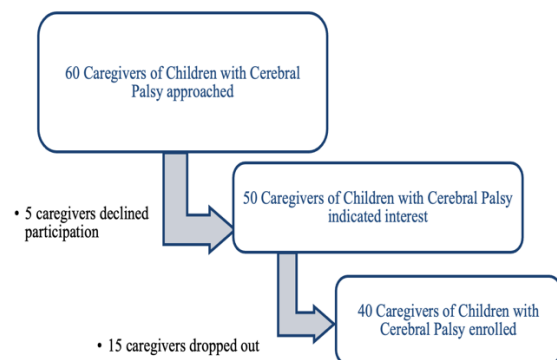 60 Caregivers of Children with Cerebral
Palsy approached
50 Caregivers of Children with Cerebral Palsy
indicated interest
• 5 caregivers declined
participation
40 Caregivers of Children with
Cerebral Palsy enrolled
• 15 caregivers dropped out